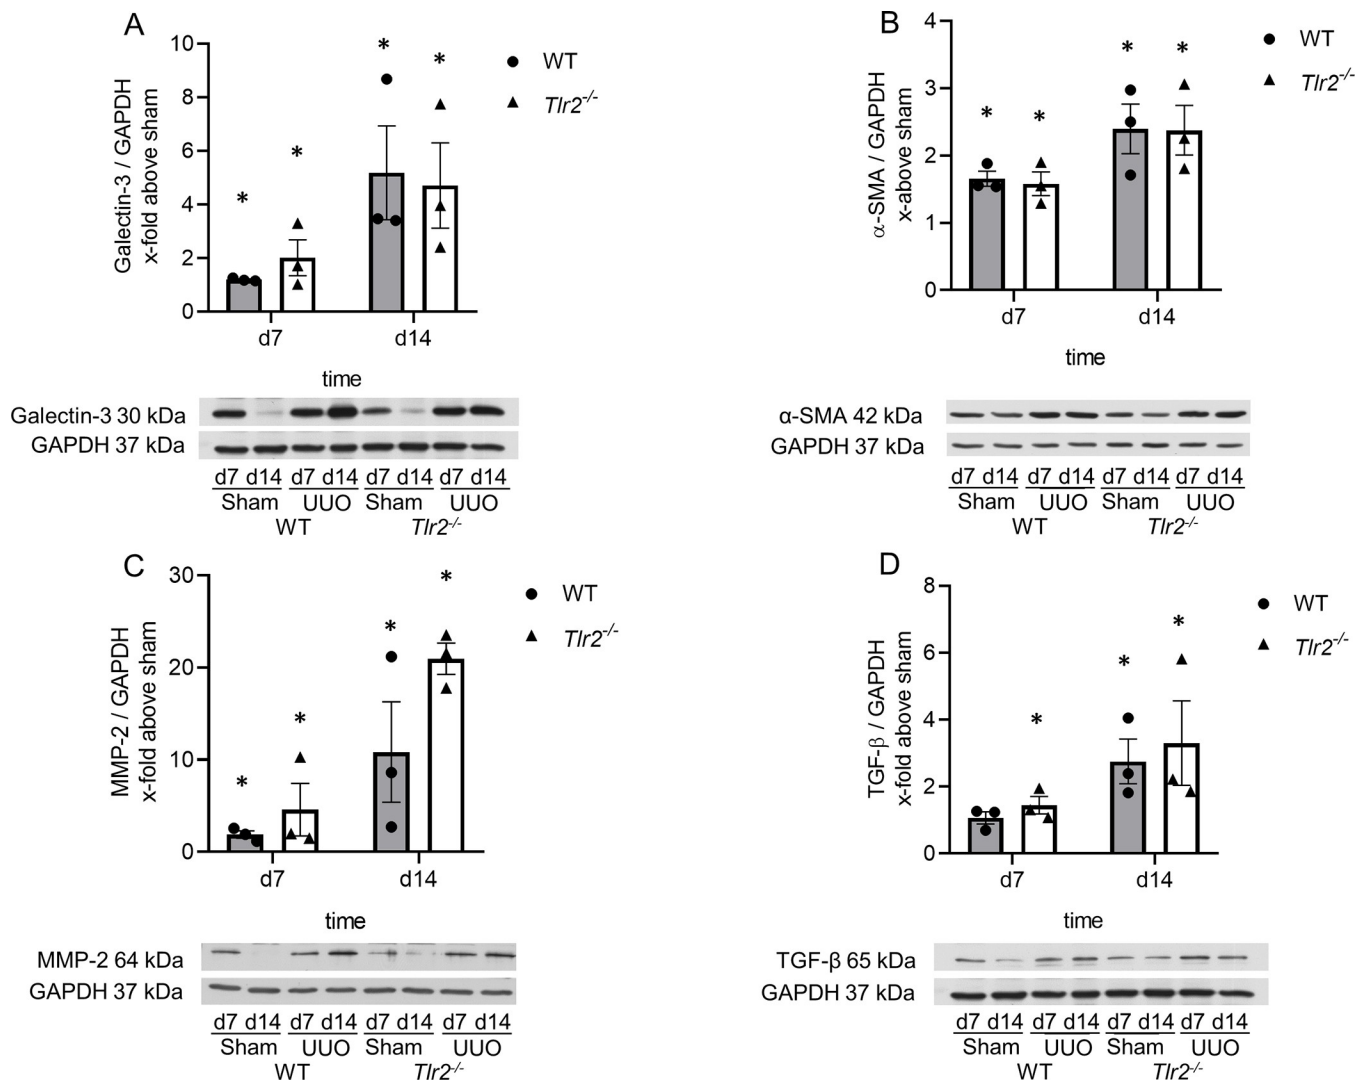 A
10
8
6
4
2
0
Galectin-3 / GAPDH
x-fold above sham
* * * *
WT
Tlr2-/-
d7 d14
time
Galectin-3 30 kDa
GAPDH 37 kDa
d7 d14 d7 d14 d7 d14 d7 d14
Sham UUO Sham UUO
WT Tlr2-/-
B
4
3
2
1
0
α-SMA / GAPDH
x-above sham
* * * *
WT
Tlr2-/-
d7 d14
time
α-SMA 42 kDa
GAPDH 37 kDa
d7 d14 d7 d14 d7 d14 d7 d14
Sham UUO Sham UUO
WT Tlr2-/-
C
30
20
10
0
MMP-2 / GAPDH
x-fold above sham
* * * *
WT
Tlr2-/-
d7 d14
time
MMP-2 64 kDa
GAPDH 37 kDa
d7 d14 d7 d14 d7 d14 d7 d14
Sham UUO Sham UUO
WT Tlr2-/-
D
8
6
4
2
0
TGF-β / GAPDH
x-fold above sham
* * *
WT
Tlr2-/-
d7 d14
time
TGF-β 65 kDa
GAPDH 37 kDa
d7 d14 d7 d14 d7 d14 d7 d14
Sham UUO Sham UUO
WT Tlr2-/-